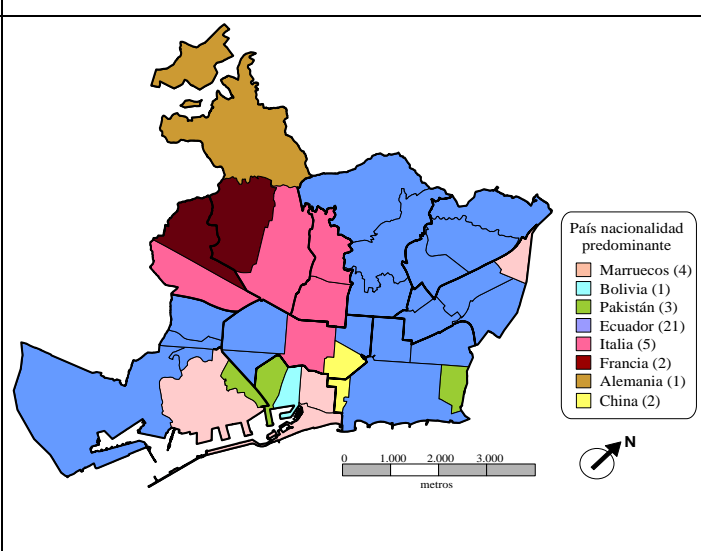 País nacionalidad
predominante
Marruecos (4)
Bolivia (1)
Pakistán (3)
Ecuador (21)
Italia (5)
Francia (2)
Alemania (1)
China (2)
N
0 1.000 2.000 3.000
metros